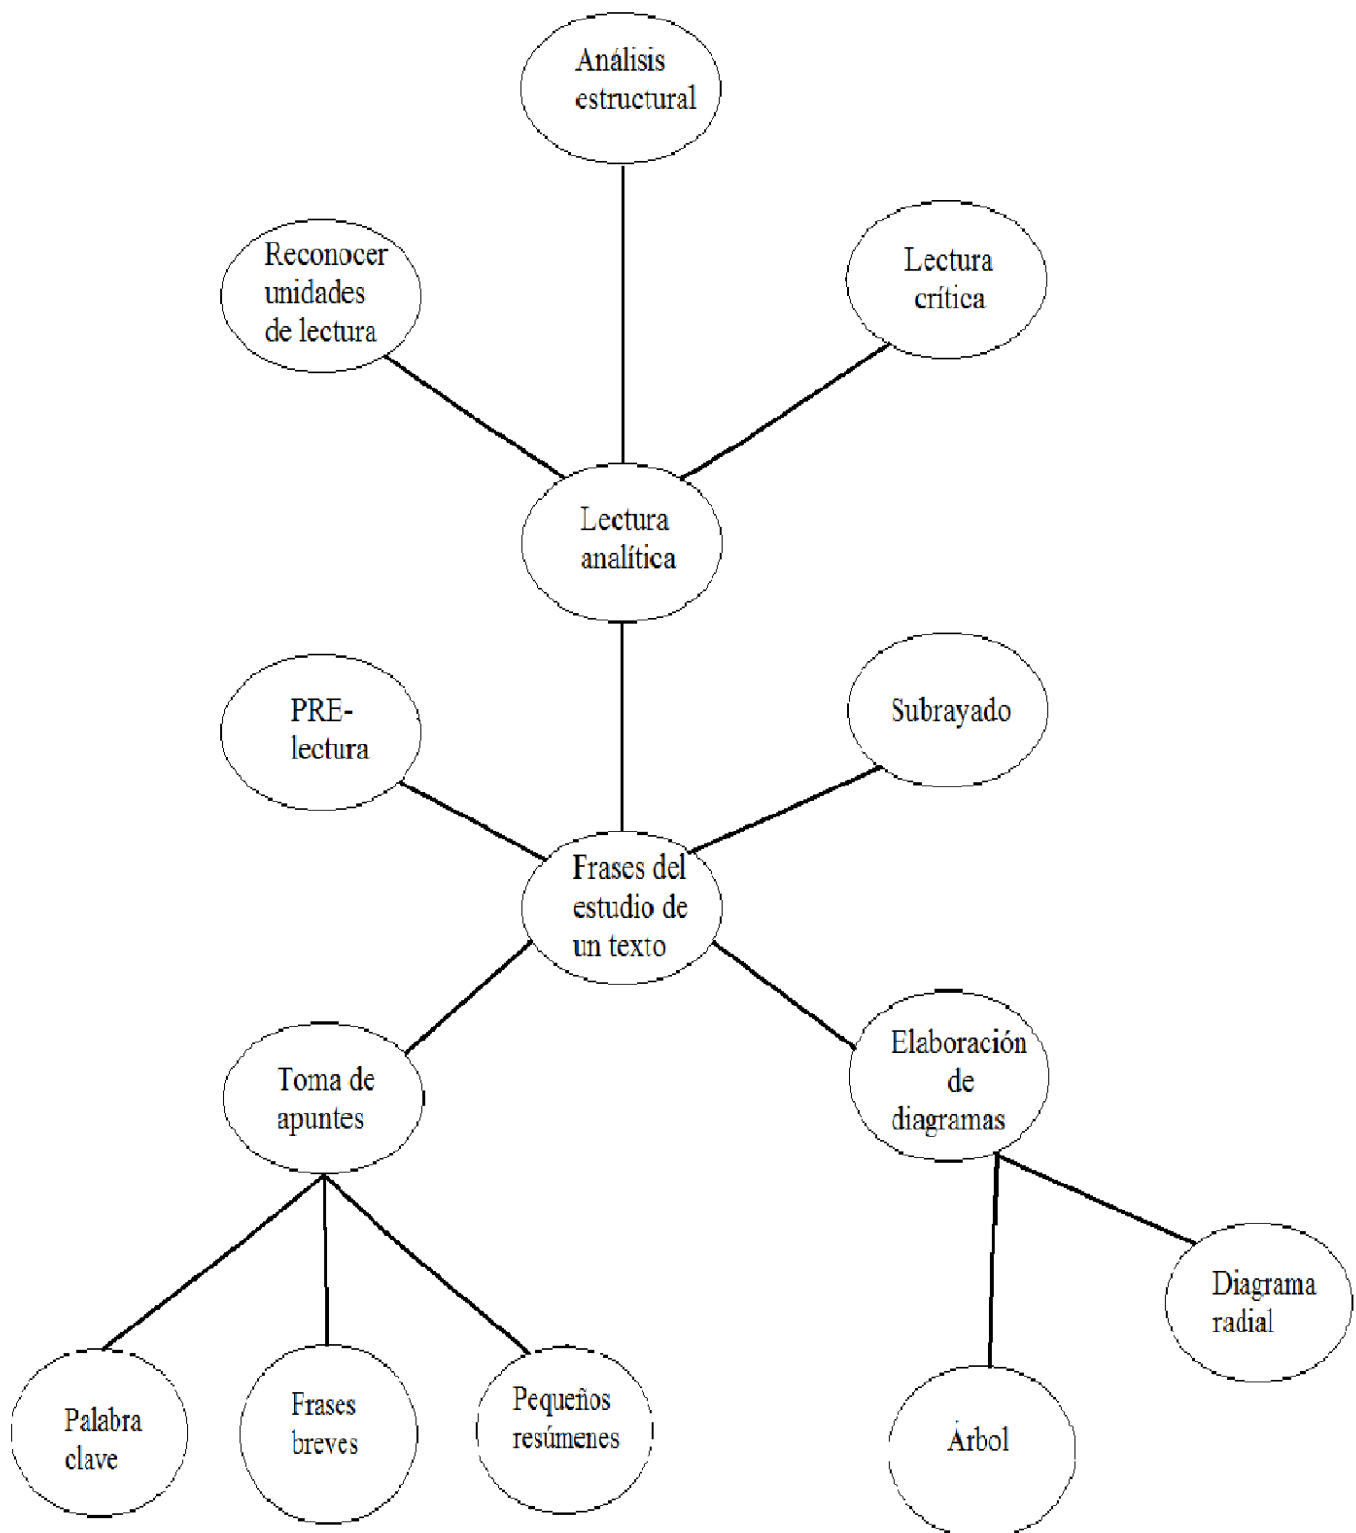 Análisis
estructural
Reconocer
unidades
de lectura
Lectura
crítica
Lectura
analítica
PRE-
lectura
Subrayado
Frases del
estudio de
un texto
Toma de
apuntes
Elaboración
de
diagramas
Diagrama
radial
Palabra
clave
Frases
breves
Pequeños
resúmenes
Árbol